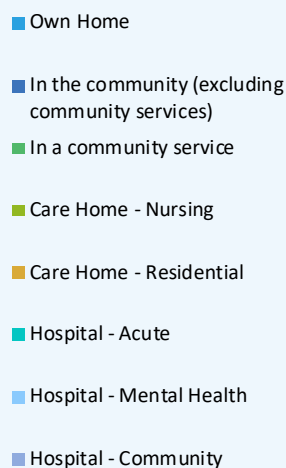 Own Home
In the community (excluding
community services)
In a community service
Care Home - Nursing
Care Home - Residential
Hospital - Acute
Hospital - Mental Health
Hospital - Community